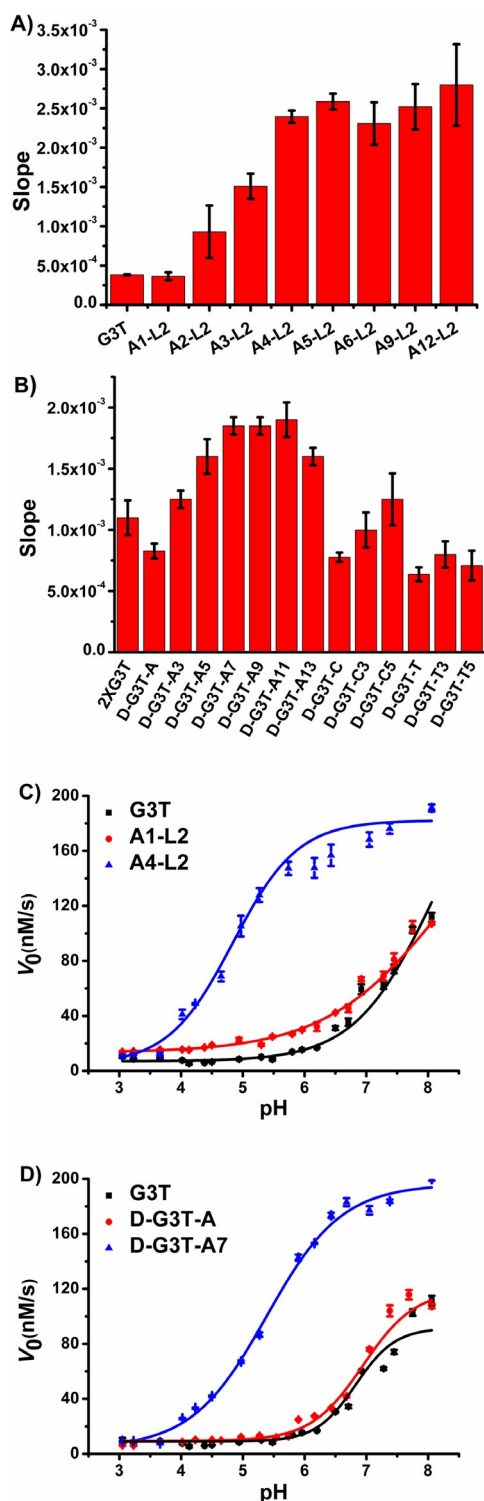 A)
3.5x10⁻³
3.0x10⁻³
2.5x10⁻³
2.0x10⁻³
1.5x10⁻³
1.0x10⁻³
5.0x10⁻⁴
0.0
Slope
G3T A1-L2 A2-L2 A3-L2 A4-L2 A5-L2 A6-L2 A9-L2 A12-L2
B)
2.0x10⁻³
1.5x10⁻³
1.0x10⁻³
5.0x10⁻⁴
0.0
Slope
2XG3T D-G3T-A D-G3T-A3 D-G3T-A5 D-G3T-A7 D-G3T-A9 D-G3T-A11 D-G3T-A13 D-G3T-C D-G3T-C3 D-G3T-C5 D-G3T-T D-G3T-T3 D-G3T-T5
C)
200
160
120
80
40
0
V₀(nM/s)
G3T
A1-L2
A4-L2
3 4 5 6 7 8
pH
D)
200
160
120
80
40
0
V₀(nM/s)
G3T
D-G3T-A
D-G3T-A7
3 4 5 6 7 8
pH